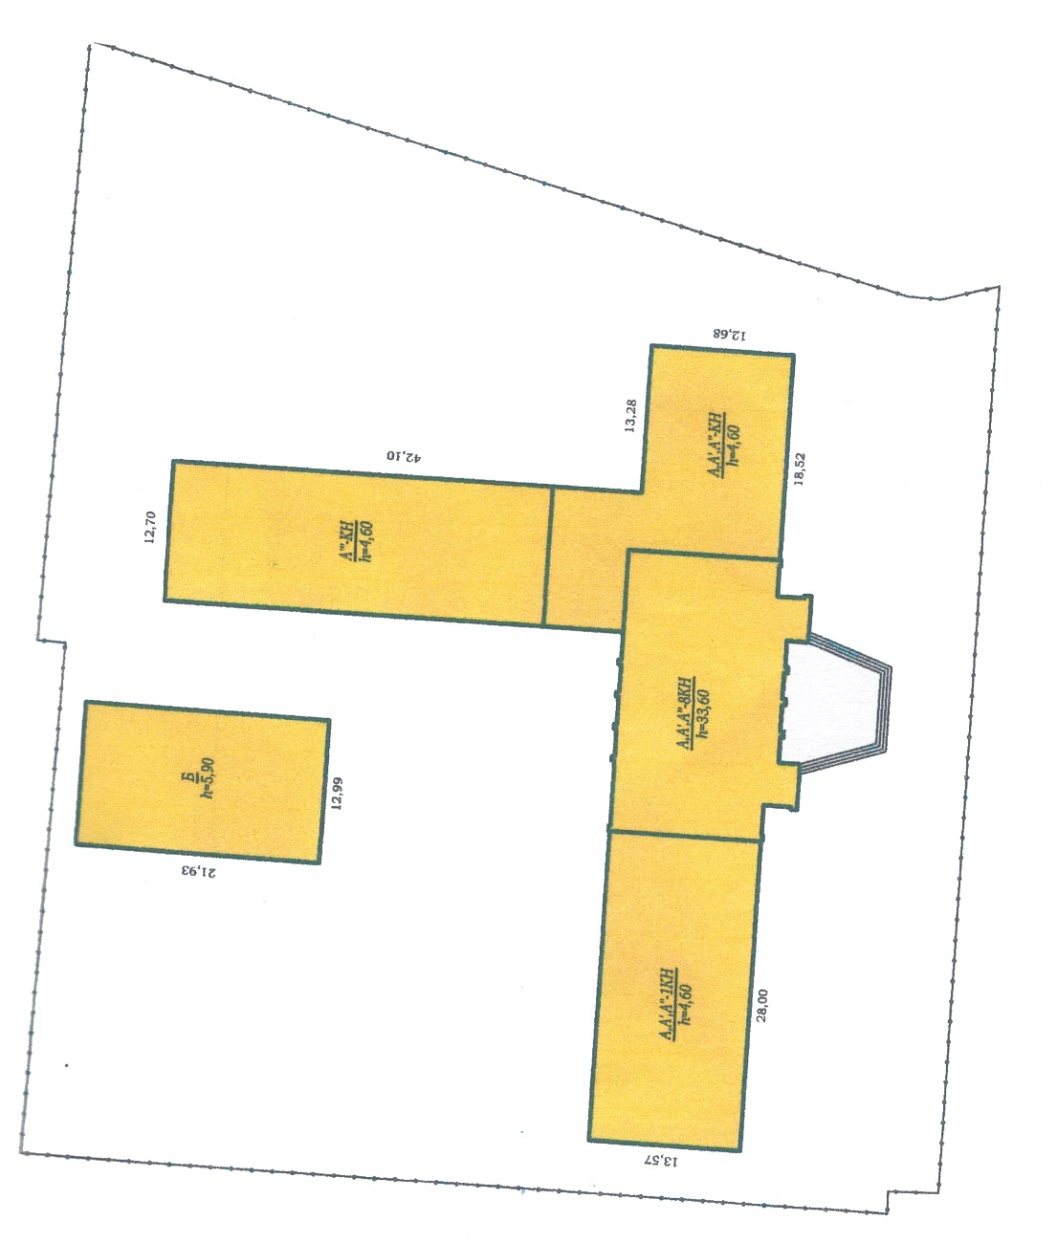 12,68
13,28
А,А',А"-КН
h=4,60
18,52
42,10
12,70
А'''-КН
h=4,60
А,А',А"-8КН
h=33,60
Б
h=5,90
12,99
21,93
А,А',А"-1КН
h=4,60
28,00
13,57